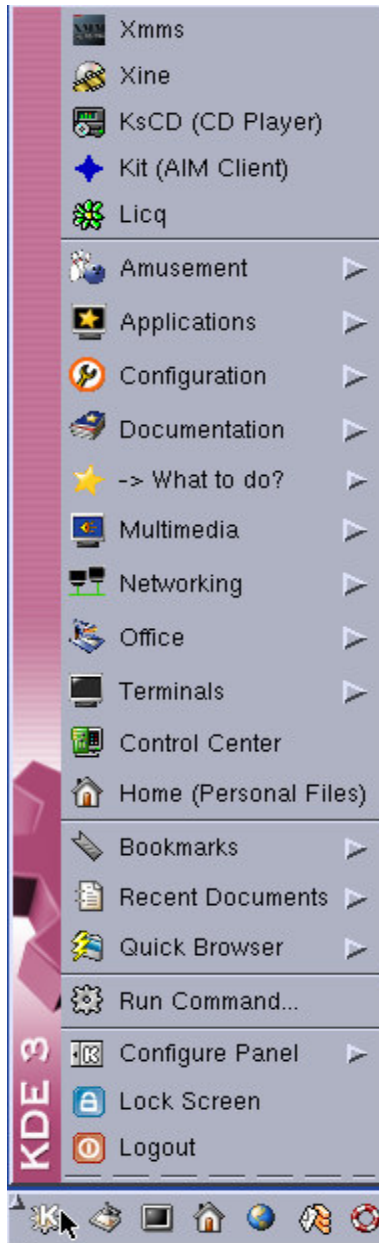 Xmms
Xine
KsCD (CD Player)
Kit (AIM Client)
Licq
Amusement
Applications
Configuration
Documentation
-> What to do?
Multimedia
Networking
Office
Terminals
Control Center
Home (Personal Files)
Bookmarks
Recent Documents
Quick Browser
Run Command...
Configure Panel
Lock Screen
Logout
KDE 3